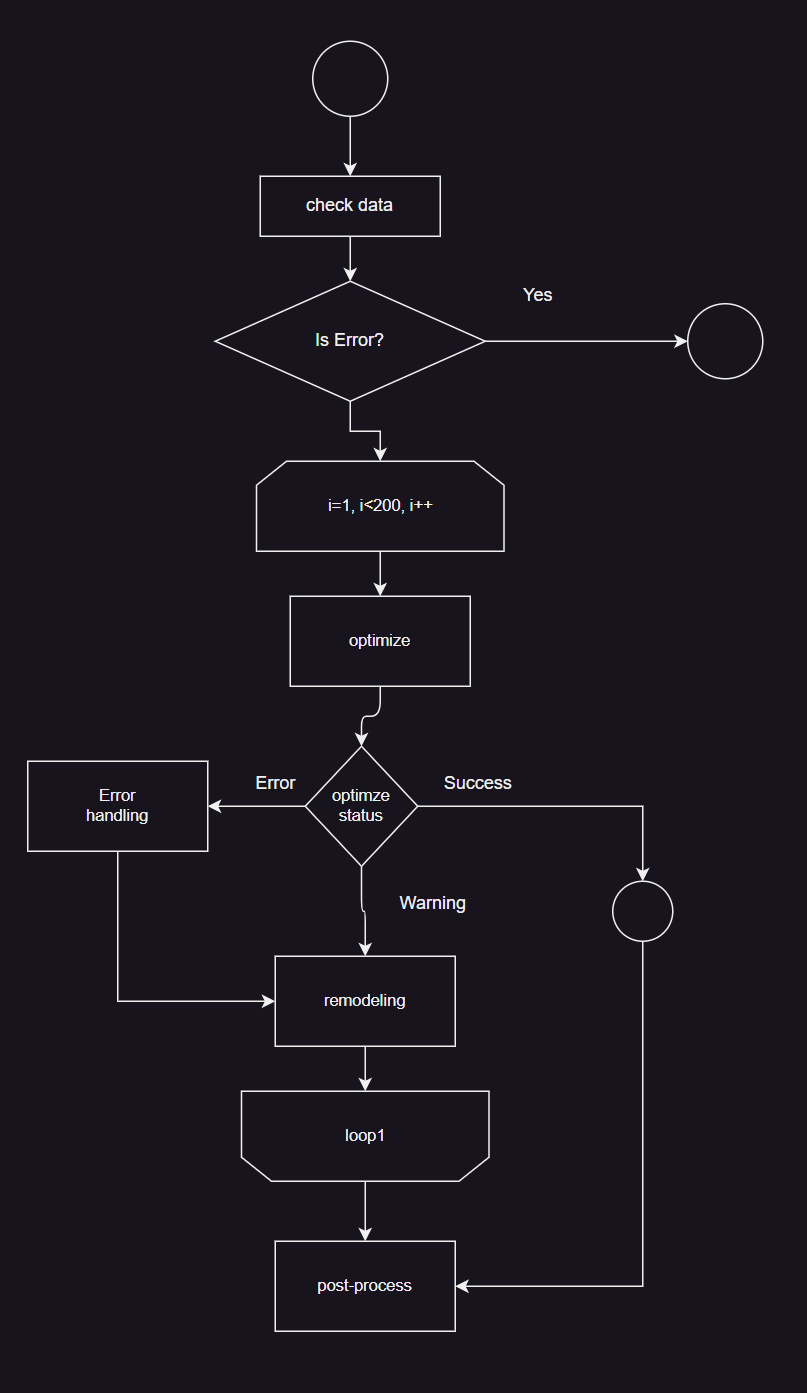 check data
Yes
Is Error?
i=1, i<200, i++
optimize
Error
optimze
status
Success
Error
handling
Warning
remodeling
loop1
post-process